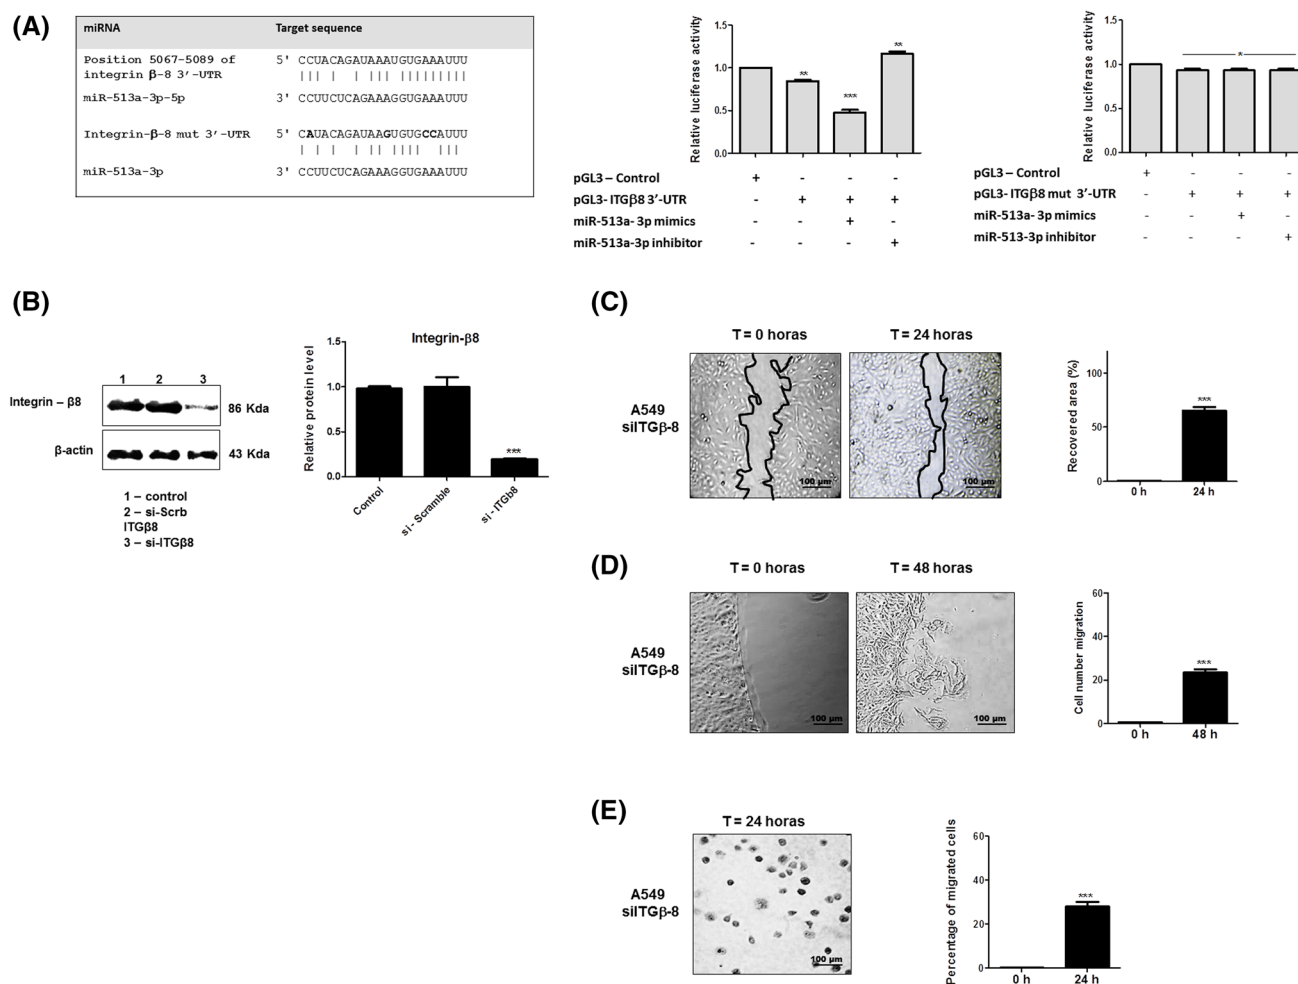 (A)
miRNA Target sequence
Position 5067-5089 of 5' CCUACAGAUAAAUGUGAAAUUU
integrin β-8 3'-UTR
miR-513a-3p-5p 3' CCUUCUCAGAAAGGUGAAAUUU
Integrin-β-8 mut 3'-UTR 5' CAUACAGAUAAGUGUGCCAUUU
miR-513a-3p 3' CCUUCUCAGAAAGGUGAAAUUU
Relative luciferase activity
1.5
1.0
0.5
0.0
** *** **
pGL3 – Control + - - -
pGL3- ITGβ8 3'-UTR - + + +
miR-513a- 3p mimics - - + -
miR-513a-3p inhibitor - - - +
Relative luciferase activity
1.5
1.0
0.5
0.0
*
pGL3 – Control + - - -
pGL3-ITGβ8 mut 3'-UTR - + + +
miR-513a- 3p mimics - - + -
miR-513-3p inhibitor - - - +
(B)
1 2 3
Integrin – β8 86 Kda
β-actin 43 Kda
1 – control
2 – si-Scrb
ITGβ8
3 – si-ITGβ8
Integrin-β8
Relative protein level
1.5
1.0
0.5
0.0
***
Control si - Scramble si - ITGb8
(C)
T = 0 horas T = 24 horas
A549
siITGβ-8
100 µm 100 µm
Recovered area (%)
100
50
0
***
0 h 24 h
(D)
T = 0 horas T = 48 horas
A549
siITGβ-8
100 µm 100 µm
Cell number migration
60
40
20
0
***
0 h 48 h
(E)
T = 24 horas
A549
siITGβ-8
100 µm
Percentage of migrated cells
60
40
20
0
***
0 h 24 h